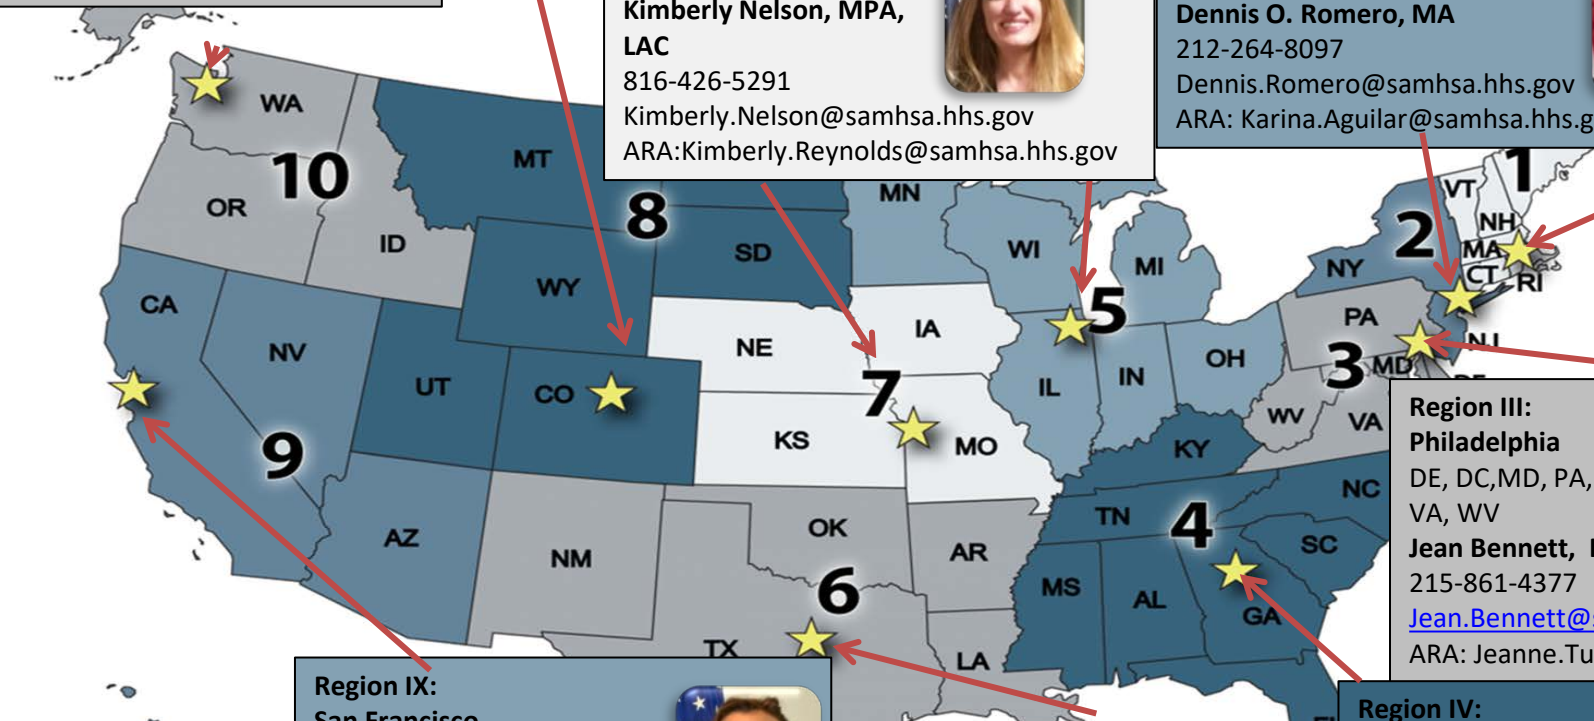 Kimberly Nelson, MPA,
LAC
816-426-5291
Kimberly.Nelson@samhsa.hhs.gov
ARA:Kimberly.Reynolds@samhsa.hhs.gov
Dennis O. Romero, MA
212-264-8097
Dennis.Romero@samhsa.hhs.gov
ARA: Karina.Aguilar@samhsa.hhs.g
WA
10
OR
ID
MT
8
SD
WY
MN
WI
MI
5
VT
1
NH
2
MA
CT
RI
NY
CA
NV
UT
CO
NE
IA
7
KS
MO
IL
IN
OH
PA
NJ
3
MD
WV
VA
KY
9
AZ
NM
OK
AR
6
TX
LA
TN
4
NC
SC
MS
AL
GA
Region III:
Philadelphia
DE, DC,MD, PA,
VA, WV
Jean Bennett,
215-861-4377
Jean.Bennett@
ARA: Jeanne.Tu
Region IX:
San Francisco
Region IV: